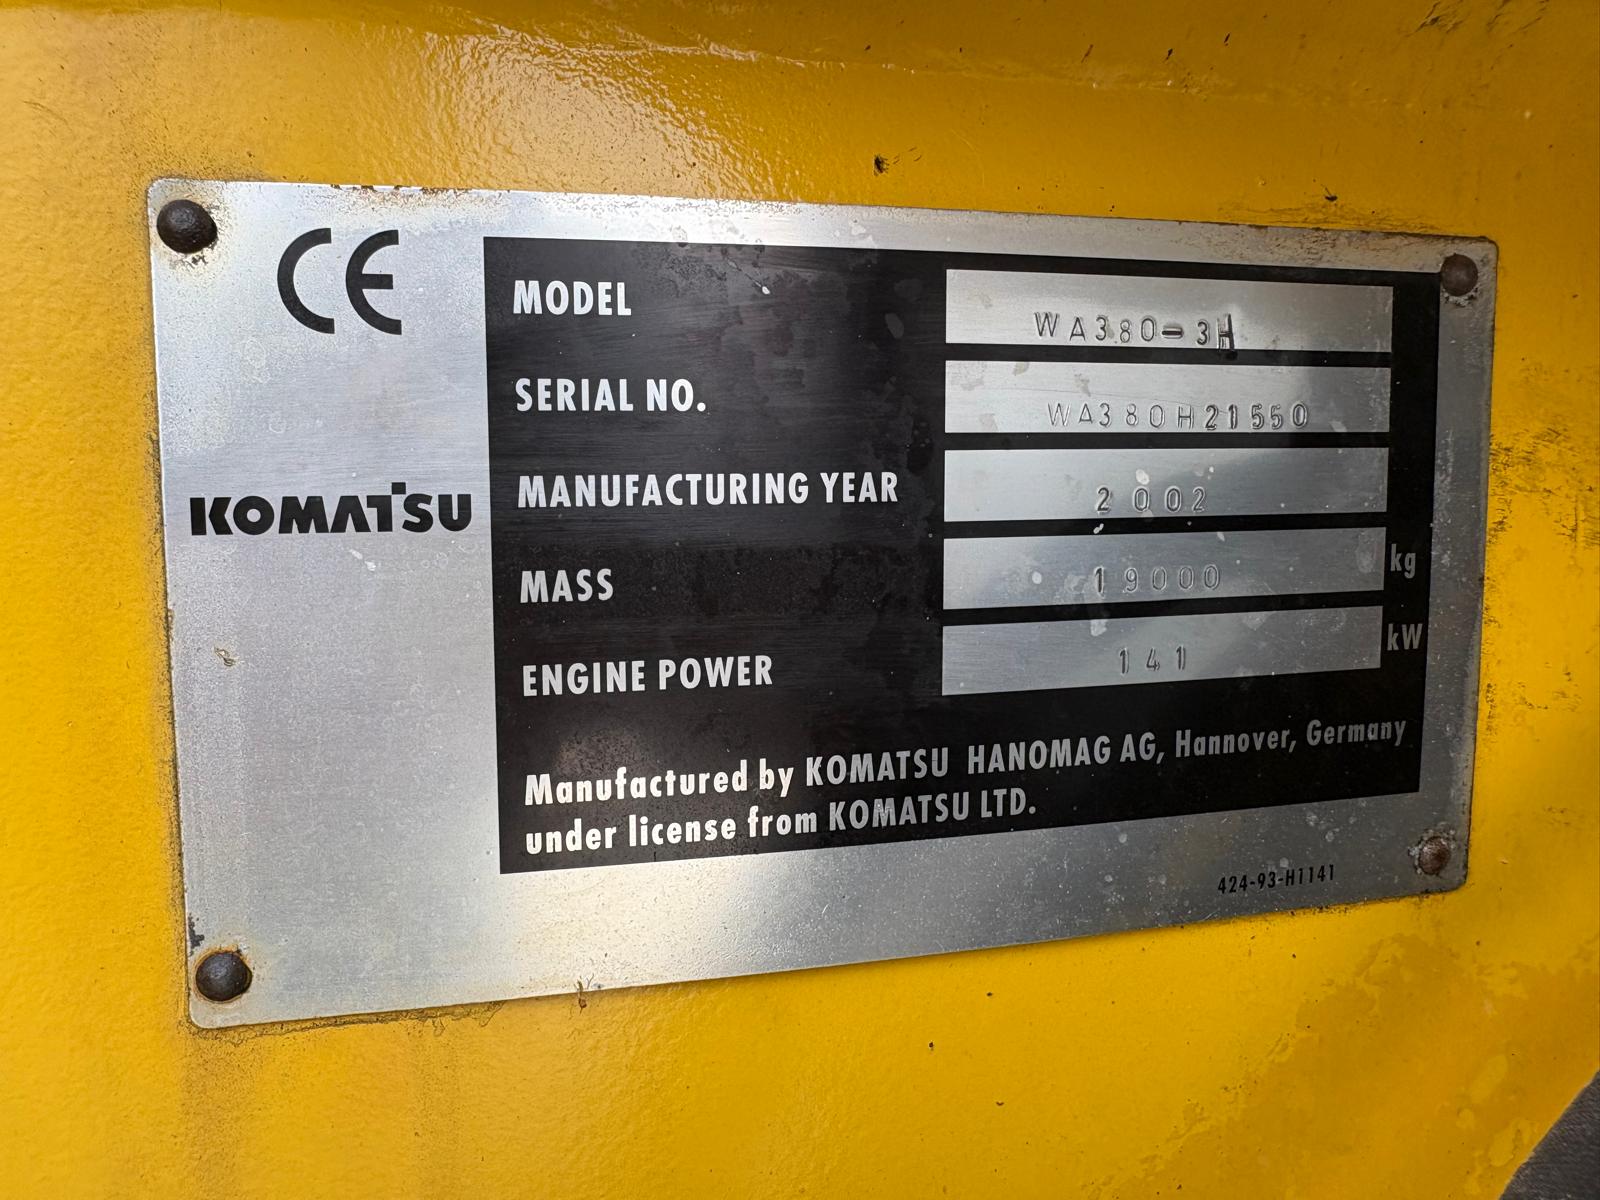 CE
KOMATSU
MODEL WA380-3H
SERIAL NO. WA380H21550
MANUFACTURING YEAR 2002
MASS 19000 kg
ENGINE POWER 141 kW
Manufactured by KOMATSU HANOMAG AG, Hannover, Germany
under license from KOMATSU LTD.
424-93-H1141